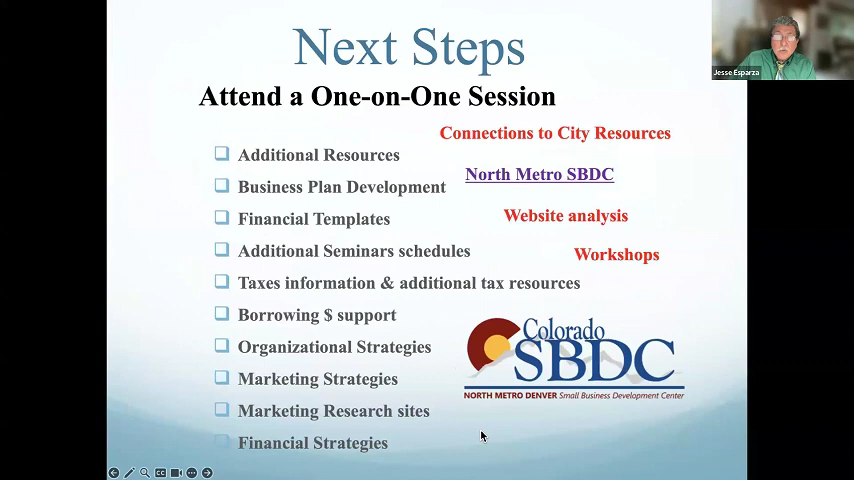 Next Steps
Jesse Esparza
Attend a One-on-One Session
Connections to City Resources
Additional Resources
North Metro SBDC
Business Plan Development
Website analysis
Financial Templates
Additional Seminars schedules
Workshops
Taxes information & additional tax resources
Borrowing $ support
Organizational Strategies
Marketing Strategies
Marketing Research sites
Financial Strategies
Colorado
SBDC
NORTH METRO DENVER Small Business Development Center
CC